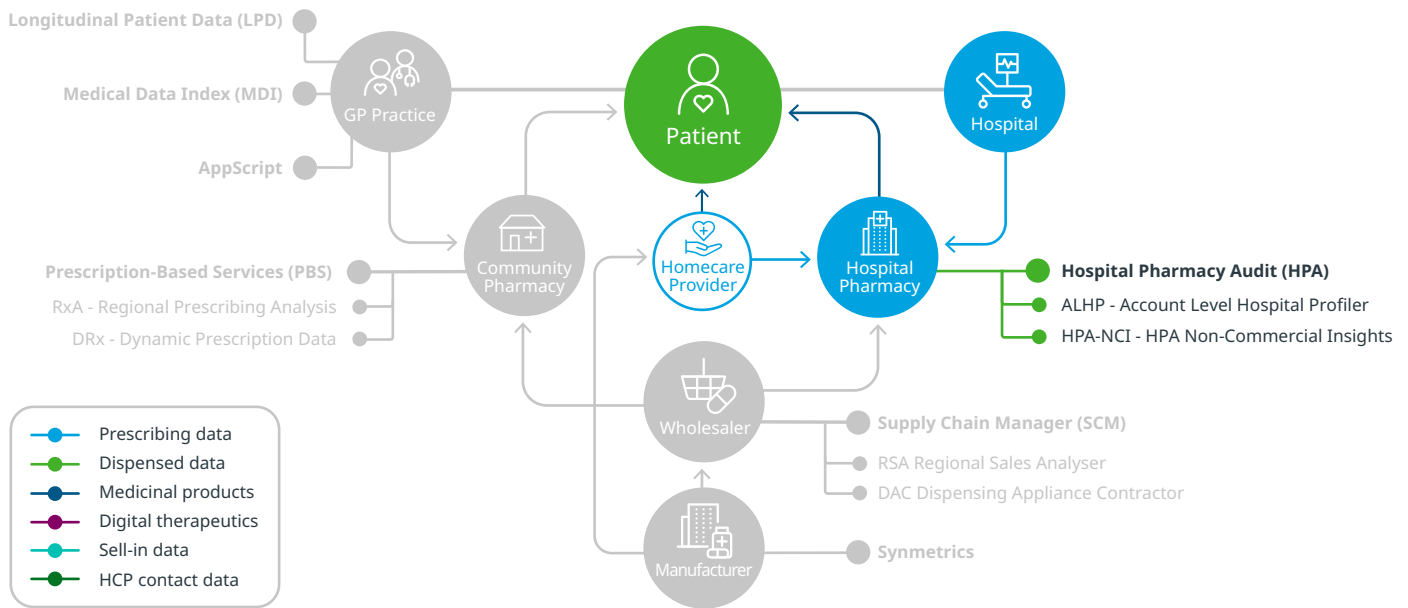 Longitudinal Patient Data (LPD)
Medical Data Index (MDI)
AppScript
GP Practice
Patient
Hospital
Prescription-Based Services (PBS)
RxA - Regional Prescribing Analysis
DRx - Dynamic Prescription Data
Community
Pharmacy
Homecare
Provider
Hospital
Pharmacy
Hospital Pharmacy Audit (HPA)
ALHP - Account Level Hospital Profiler
HPA-NCI - HPA Non-Commercial Insights
Wholesaler
Supply Chain Manager (SCM)
RSA Regional Sales Analyser
DAC Dispensing Appliance Contractor
Manufacturer
Synmetrics
Prescribing data
Dispensed data
Medicinal products
Digital therapeutics
Sell-in data
HCP contact data